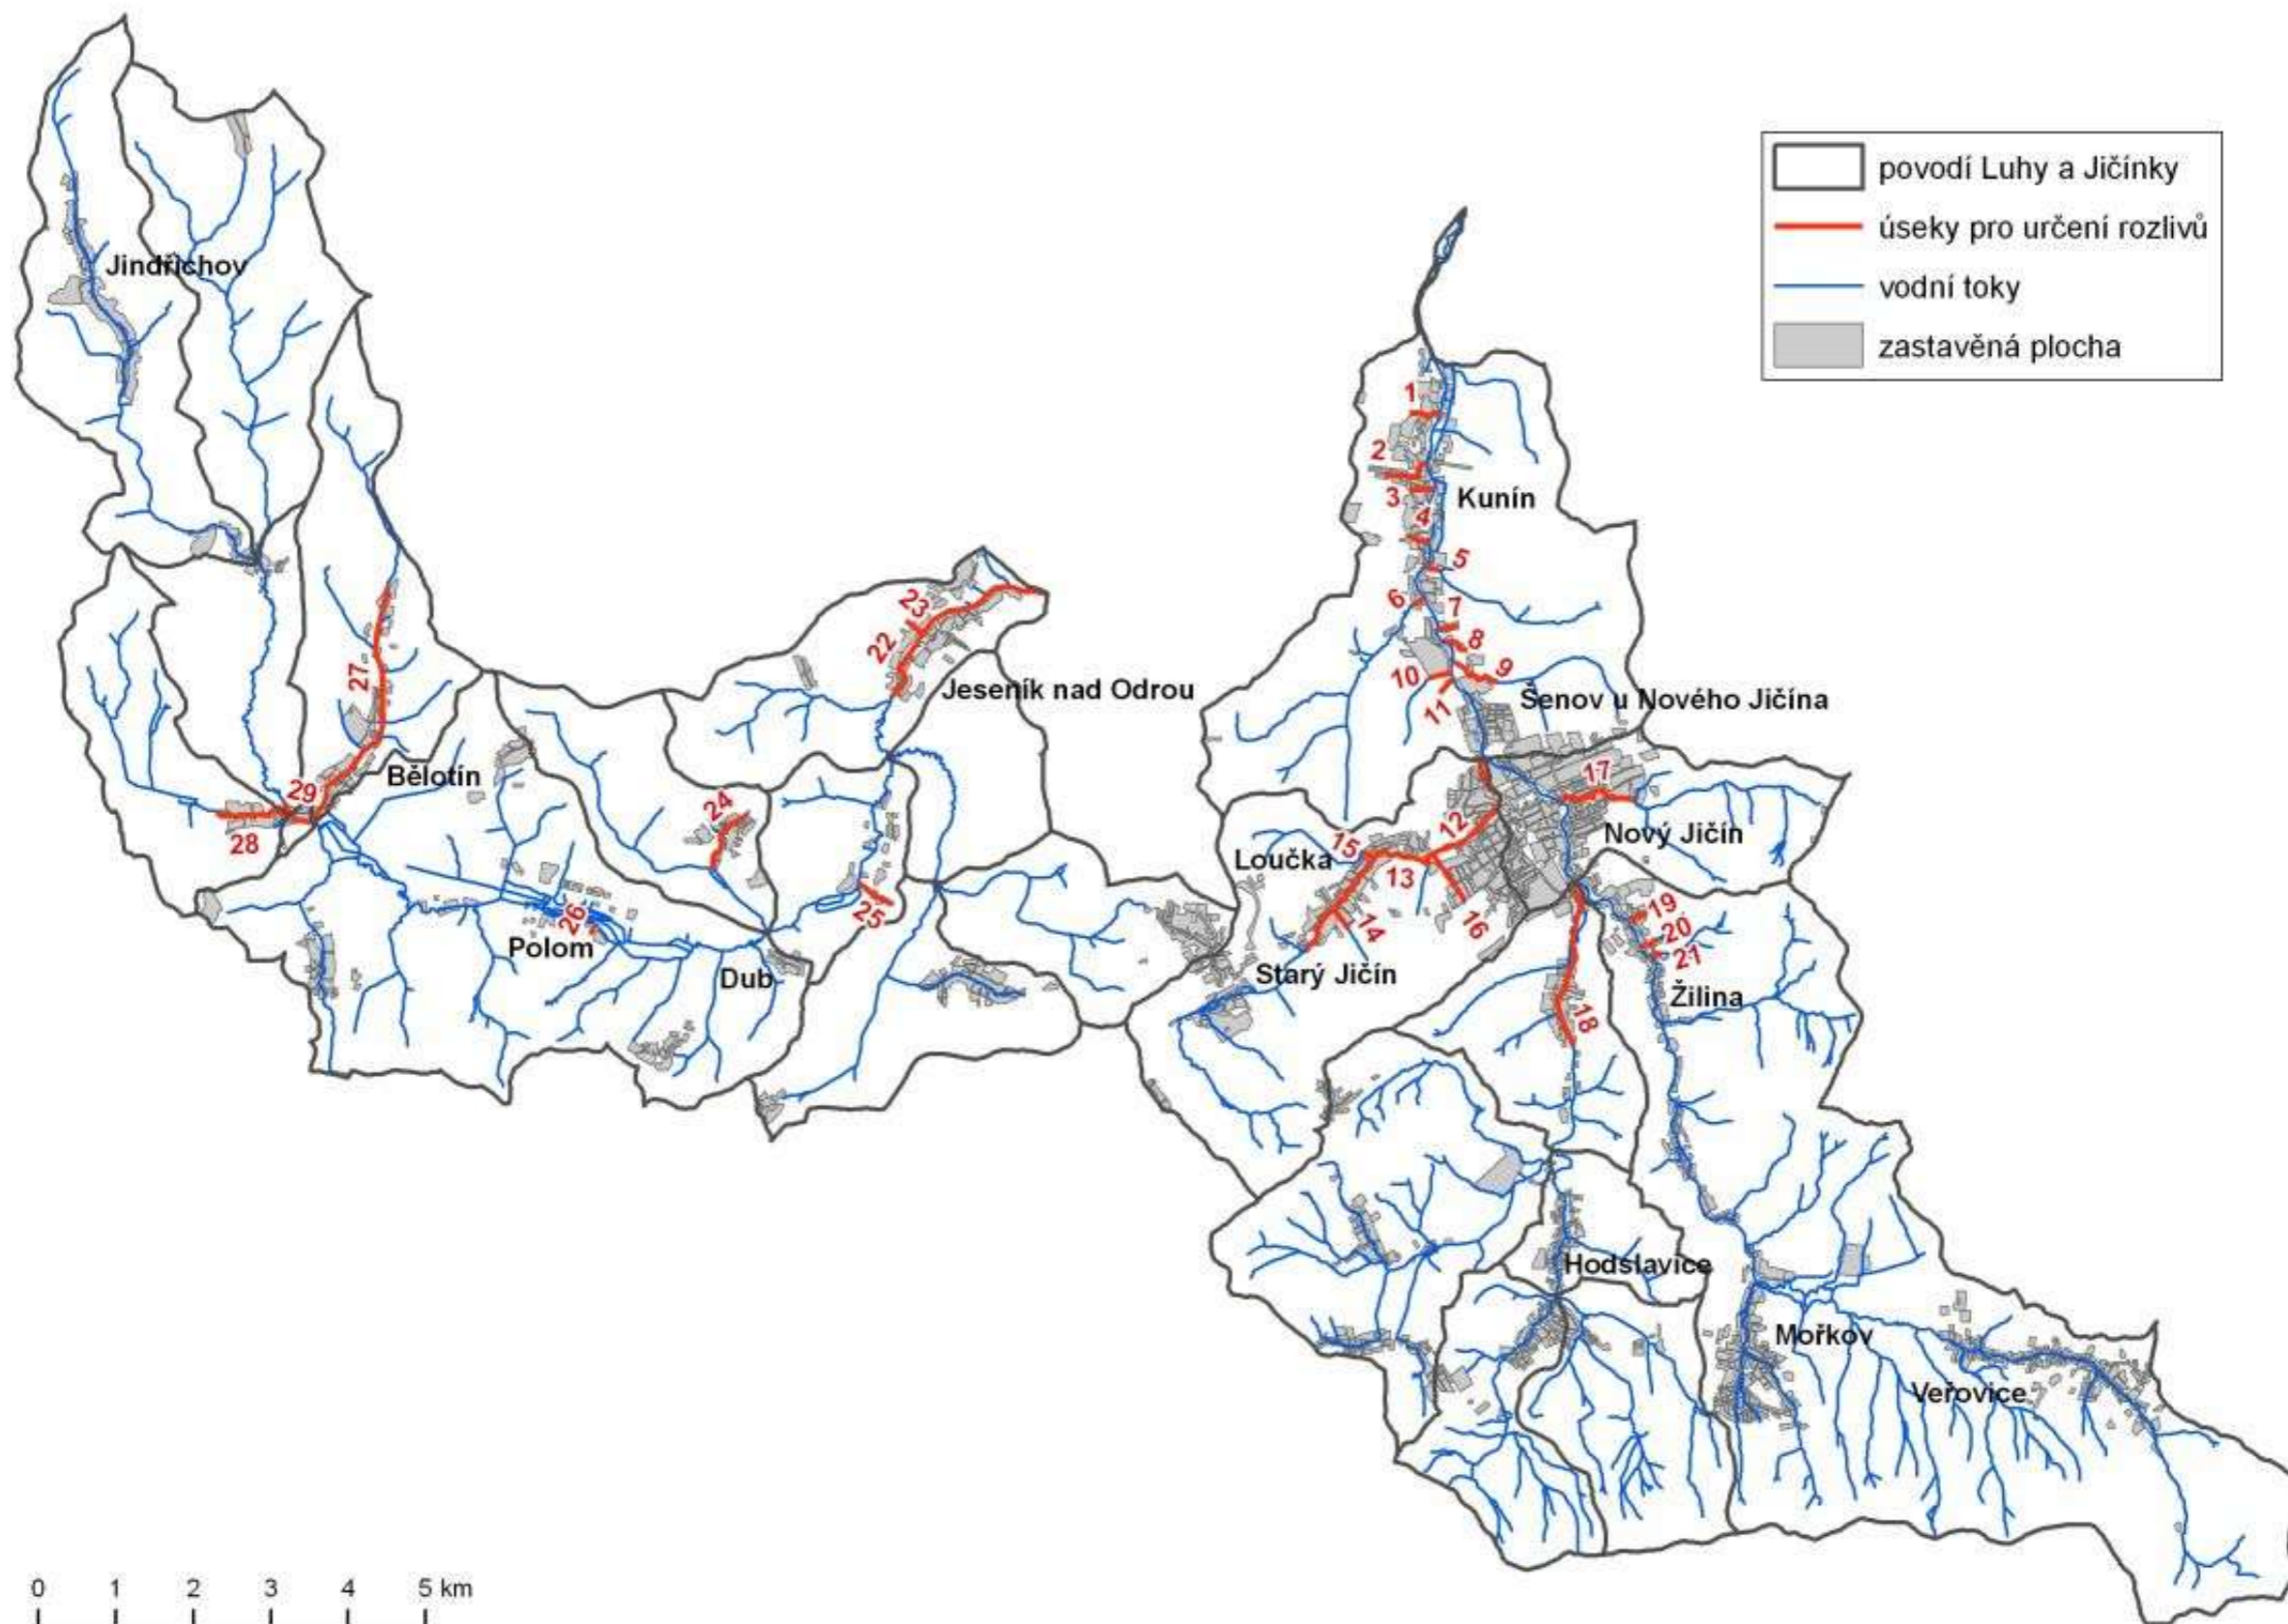 povodí Luhy a Jičínky
úseky pro určení rozlivů
vodní toky
zastavěná plocha
Jindřichov
1
2
3
Kunín
4
5
6
7
8
9
10
11
Šenov u Nového Jičína
23
22
Jeseník nad Odrou
27
Bělotín
29
28
24
25
26
Polom
Dub
17
12
Nový Jičín
15
Loučka
13
14
16
Starý Jičín
19
20
21
Žilina
18
Hodslavice
Mořkov
Veřovice
0 1 2 3 4 5 km